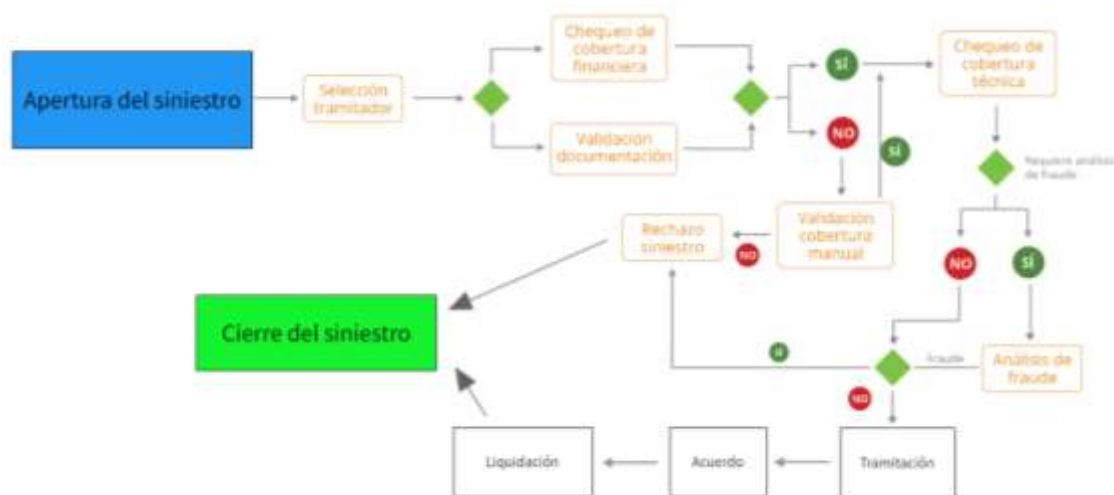 Apertura del siniestro
Selección
tramitador
Chequeo de
cobertura
financiera
Validación
documentación
SÍ
NO
SÍ
Chequeo de
cobertura
técnica
Requiere análisis
de fraude
NO
SÍ
Validación
cobertura
manual
NO
Rechazo
siniestro
Cierre del siniestro
Análisis de
fraude
Fraude
SÍ
NO
Tramitación
Acuerdo
Liquidación